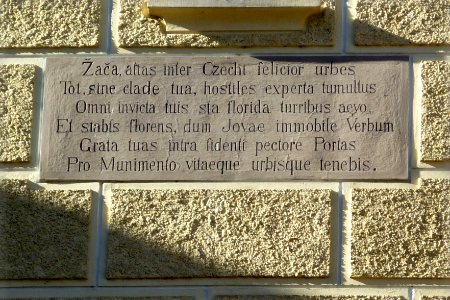 Žača, aſtas inter Czechi felicior urbes
Tot, sine clade tua, hostiles experta tumultus
Omni invicta tuis sta florida turribus aevo,
Et stabis florens, dum Jovae immobile Verbum
Grata tuas intra fidenti pectore Portas
Pro Munimento vitaeque urbisque tenebis.